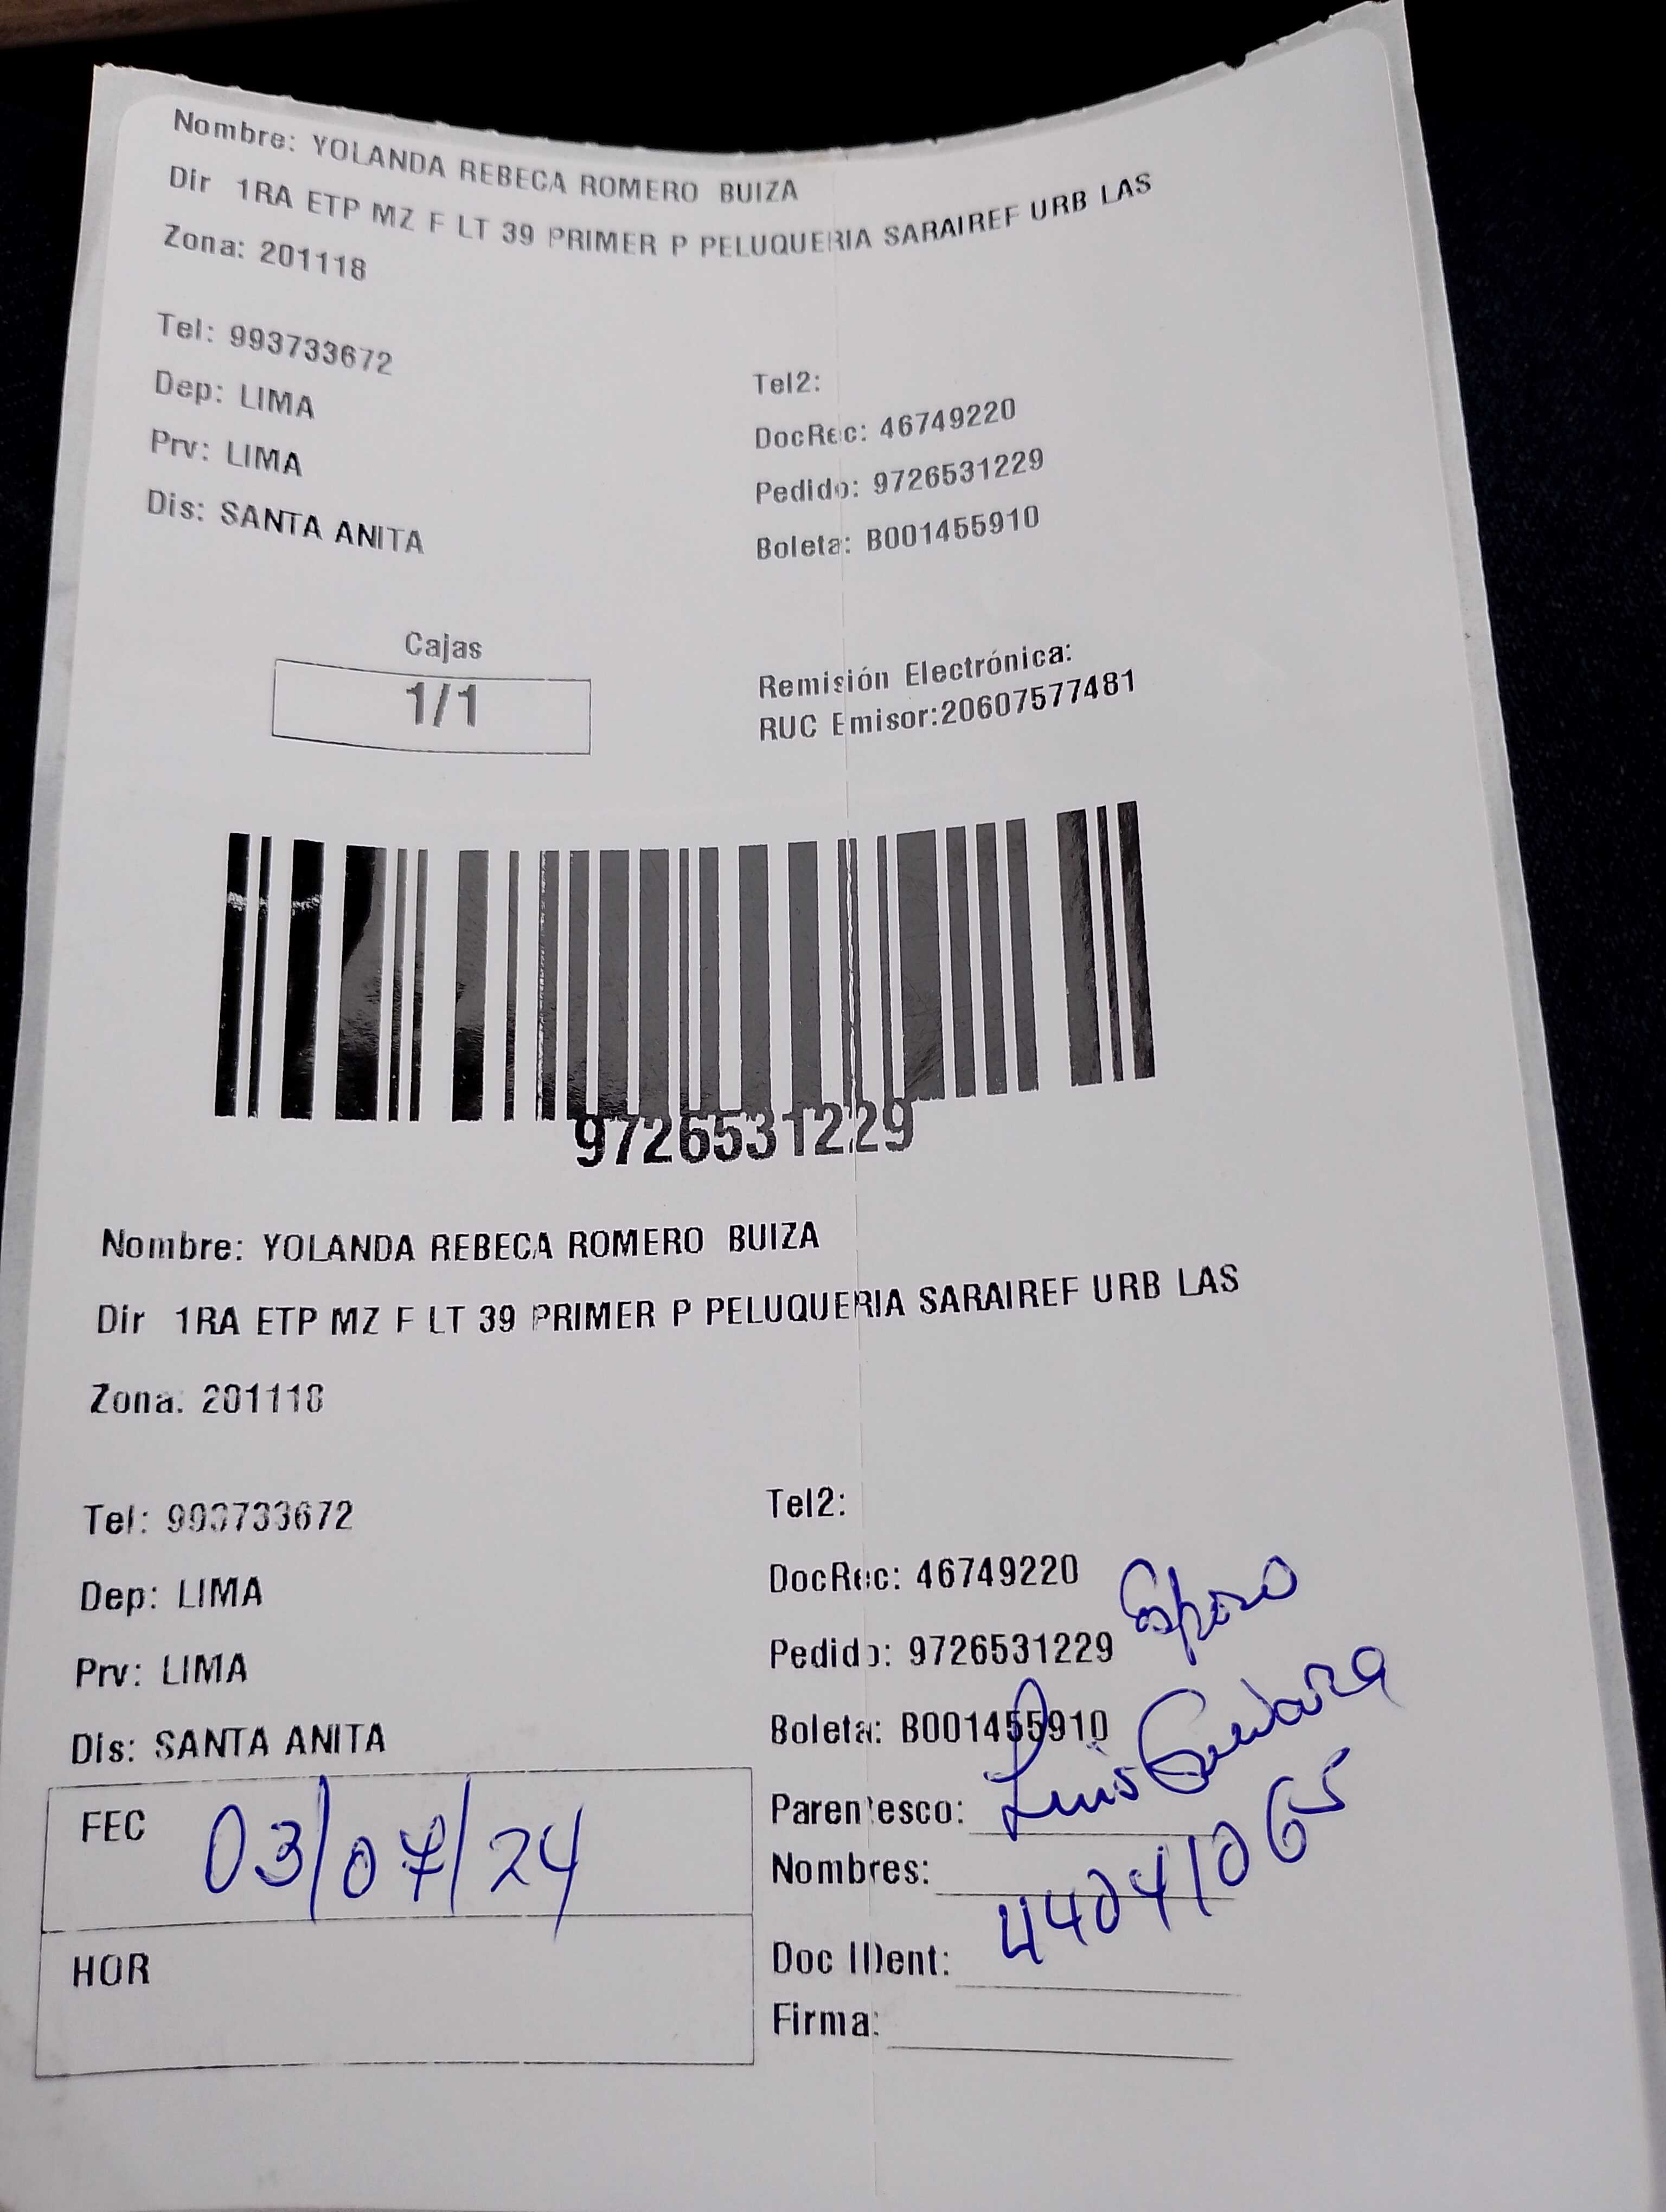 Nombre: YOLANDA REBECA ROMERO BUIZA
Dir 1RA ETP MZ F LT 39 PRIMER P PELUQUERIA SARAIREF URB LAS
Zona: 201118
Tel: 993733672
Tel2:
Dep: LIMA
DocRec: 46749220
Prv: LIMA
Pedido: 9726531229
Dis: SANTA ANITA
Boleta: B001455910
Cajas
1/1
Remisión Electrónica:
RUC Emisor:20607577481
9726531229
Nombre: YOLANDA REBECA ROMERO BUIZA
Dir 1RA ETP MZ F LT 39 PRIMER P PELUQUERIA SARAIREF URB LAS
Zona: 201118
Tel: 993733672
Tel2:
Dep: LIMA
DocRec: 46749220
Esposo
Prv: LIMA
Pedido: 9726531229
Dis: SANTA ANITA
Boleta: B001455910
FEC 03/07/24
Parentesco: Luis
Nombres:
44041065
HOR
Doc IDent:
Firma: